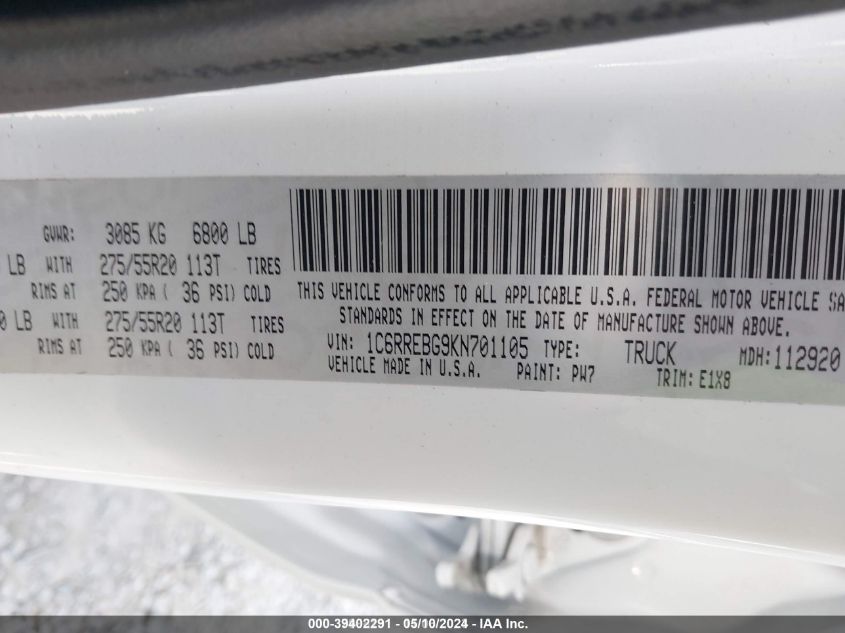 GVWR: 3085 KG 6800 LB
LB WITH 275/55R20 113T TIRES
RIMS AT 250 KPA ( 36 PSI) COLD
0 LB WITH 275/55R20 113T TIRES
RIMS AT 250 KPA ( 36 PSI) COLD
THIS VEHICLE CONFORMS TO ALL APPLICABLE U.S.A. FEDERAL MOTOR VEHICLE SA
STANDARDS IN EFFECT ON THE DATE OF MANUFACTURE SHOWN ABOVE.
VIN: 1C6RREBG9KN701105 TYPE: TRUCK MDH:112920
VEHICLE MADE IN U.S.A. PAINT: PW7 TRIM: E1X8
000-39402291 - 05/10/2024 - IAA Inc.